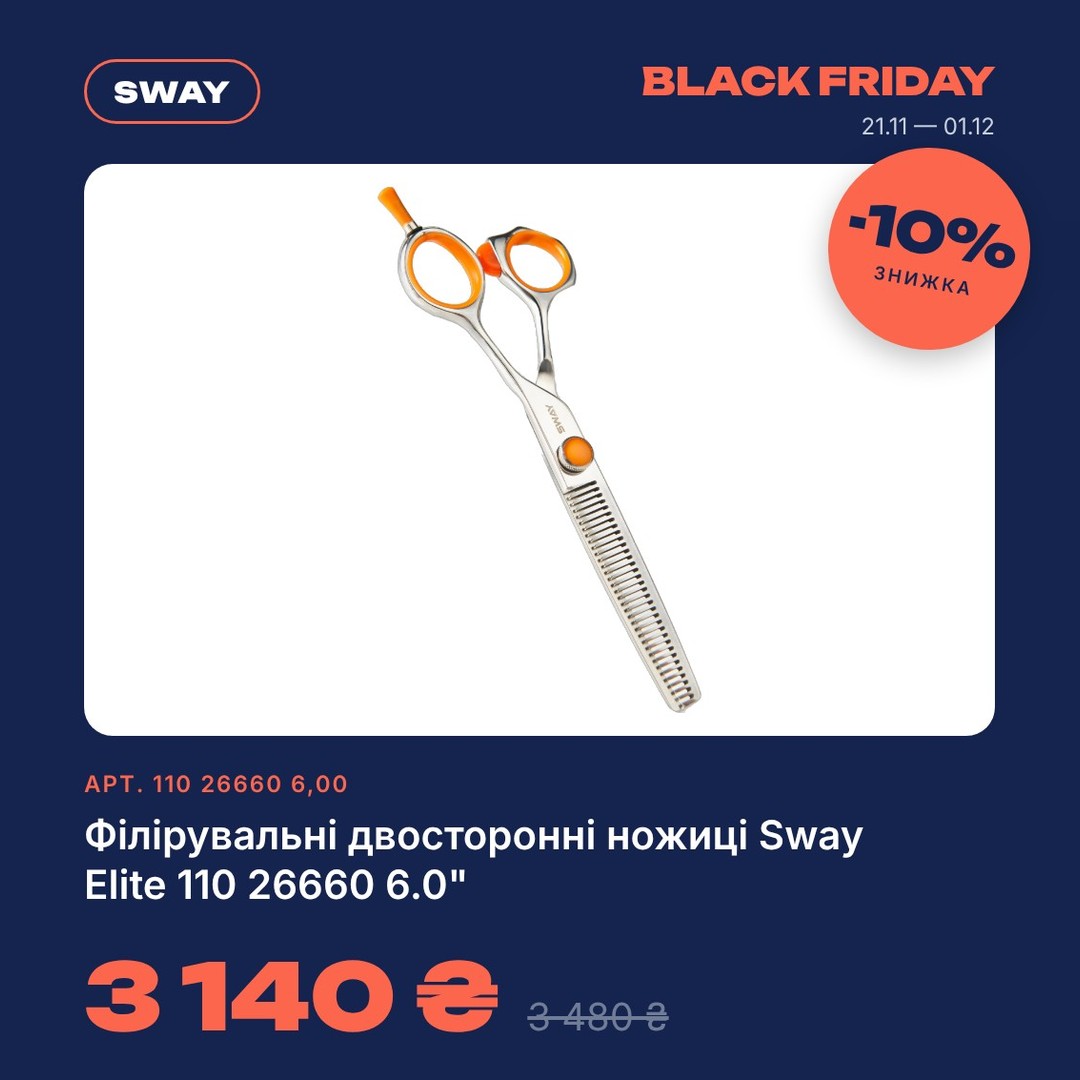 SWAY
BLACK FRIDAY
21.11 — 01.12
-10%
ЗНИЖКА
SWAY
АРТ. 110 26660 6,00
Філірувальні двосторонні ножиці Sway
Elite 110 26660 6.0"
3 140 ₴
3 480 ₴